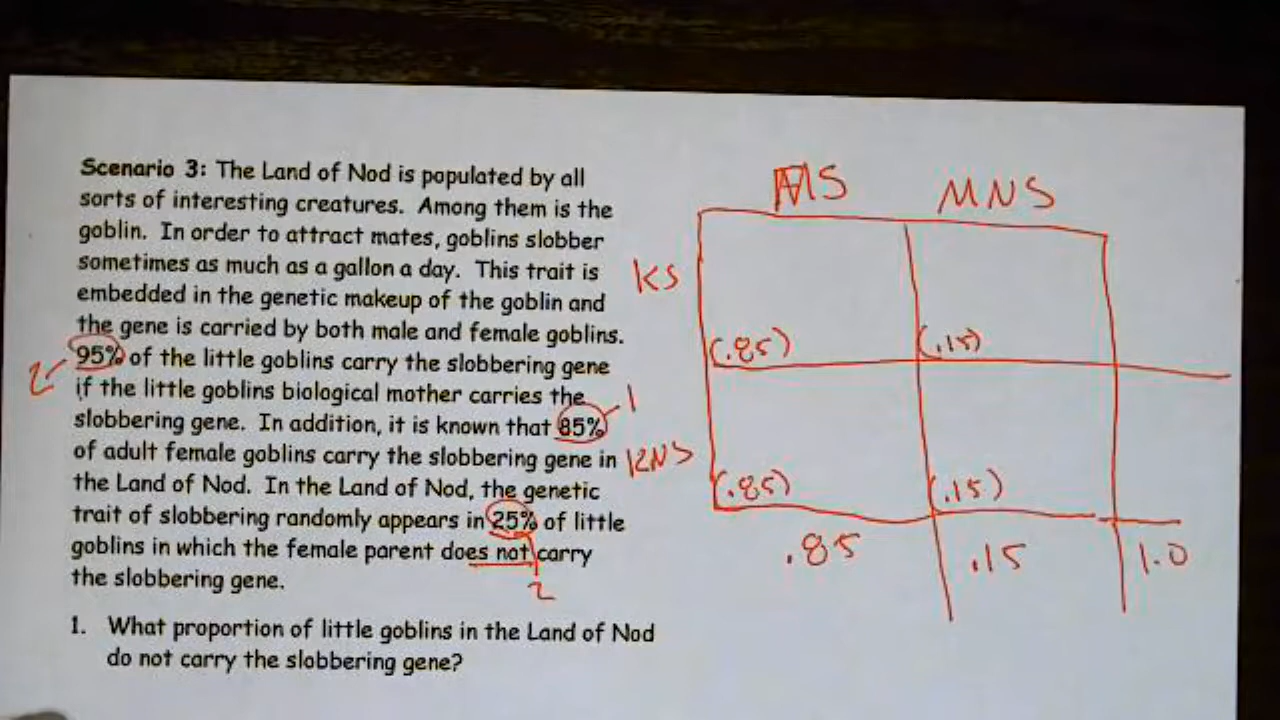 Scenario 3: The Land of Nod is populated by all
sorts of interesting creatures. Among them is the
goblin. In order to attract mates, goblins slobber
sometimes as much as a gallon a day. This trait is
embedded in the genetic makeup of the goblin and
the gene is carried by both male and female goblins.
95% of the little goblins carry the slobbering gene
if the little goblins biological mother carries the
slobbering gene. In addition, it is known that 85%
of adult female goblins carry the slobbering gene in
the Land of Nod. In the Land of Nod, the genetic
trait of slobbering randomly appears in 25% of little
goblins in which the female parent does not carry
the slobbering gene.
1. What proportion of little goblins in the Land of Nod
do not carry the slobbering gene?
2
1
2
MS MNS
KS
(.85) (.15)
KNS
(.85) (.15)
.85 .15 1.0